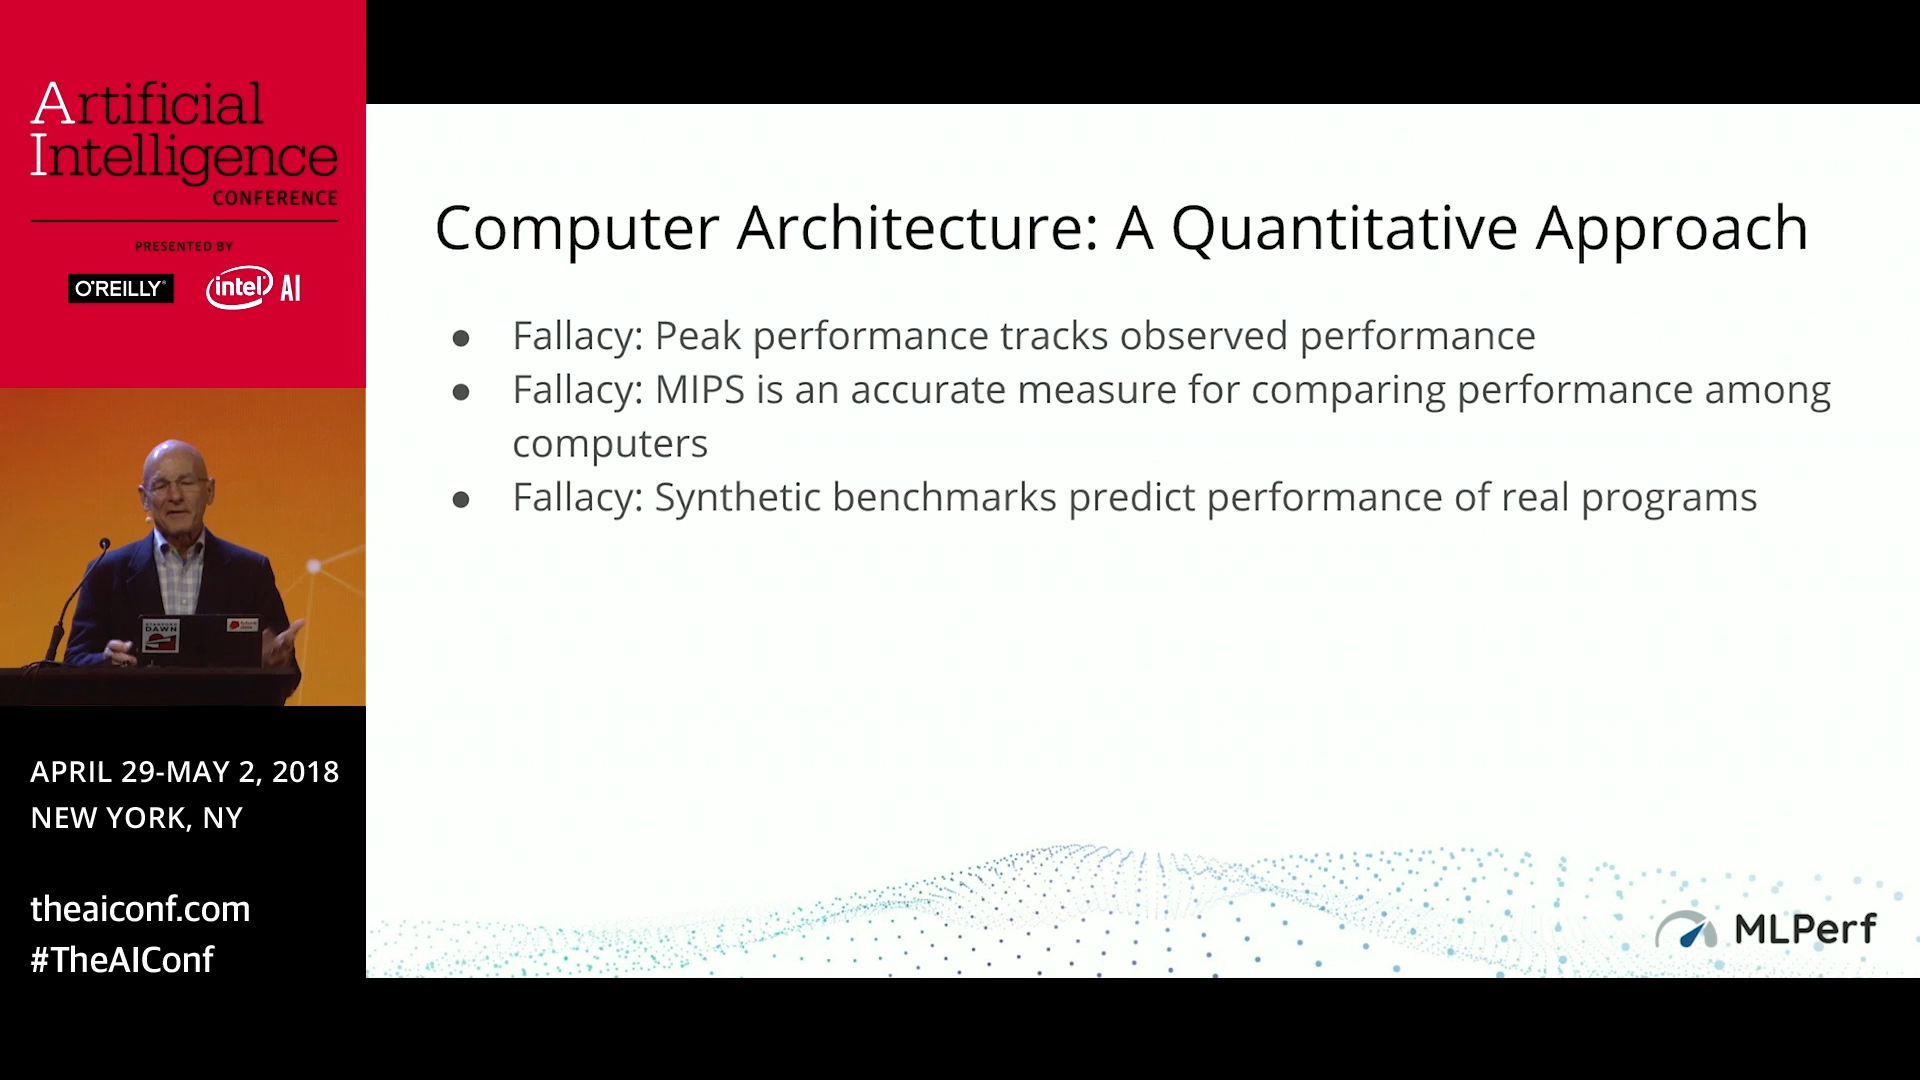 Artificial
Intelligence
CONFERENCE
PRESENTED BY
O'REILLY®
intel AI
Computer Architecture: A Quantitative Approach
● Fallacy: Peak performance tracks observed performance
● Fallacy: MIPS is an accurate measure for comparing performance among
computers
● Fallacy: Synthetic benchmarks predict performance of real programs
DAWN
APRIL 29-MAY 2, 2018
NEW YORK, NY
theaiconf.com
#TheAIConf
MLPerf